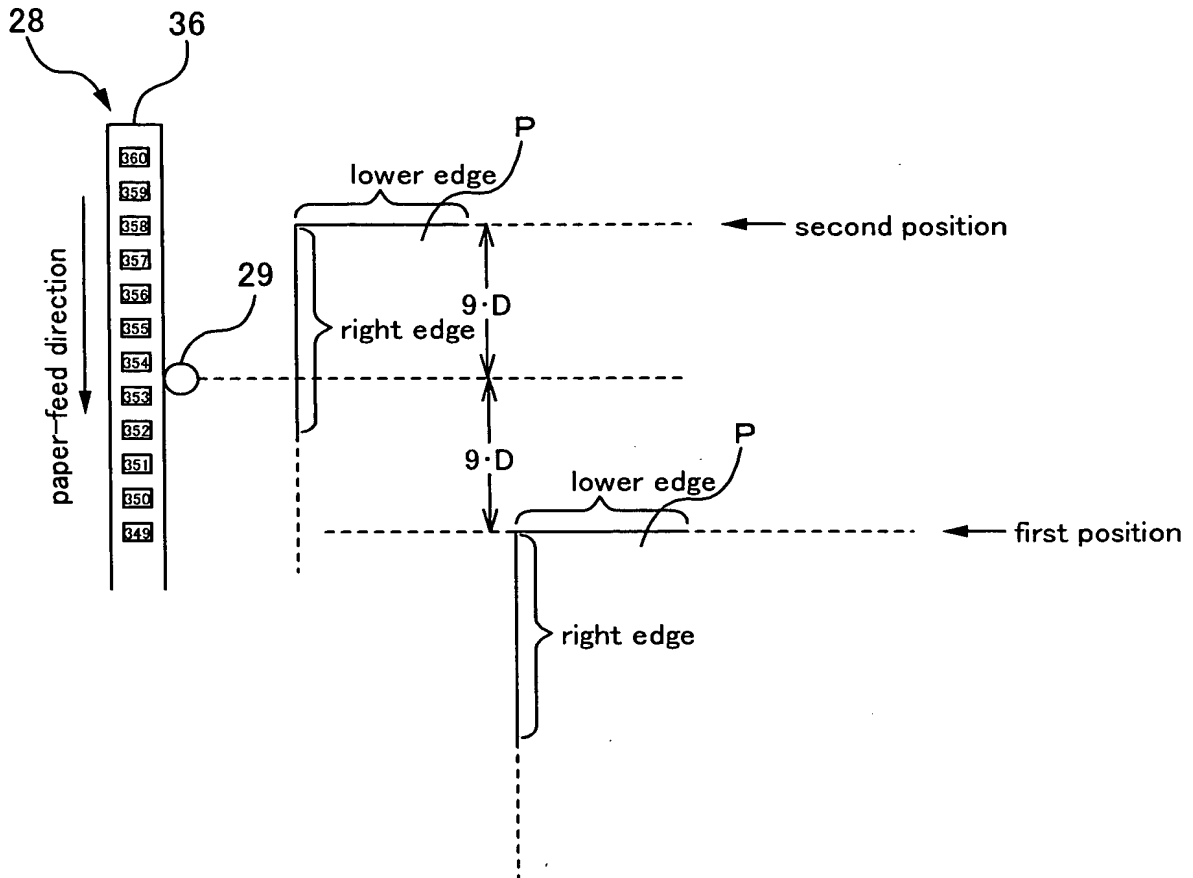 28
36
P
360
lower edge
359
358
second position
357
29
356
9·D
355
right edge
354
paper-feed direction
353
352
P
351
9·D
lower edge
350
349
first position
right edge